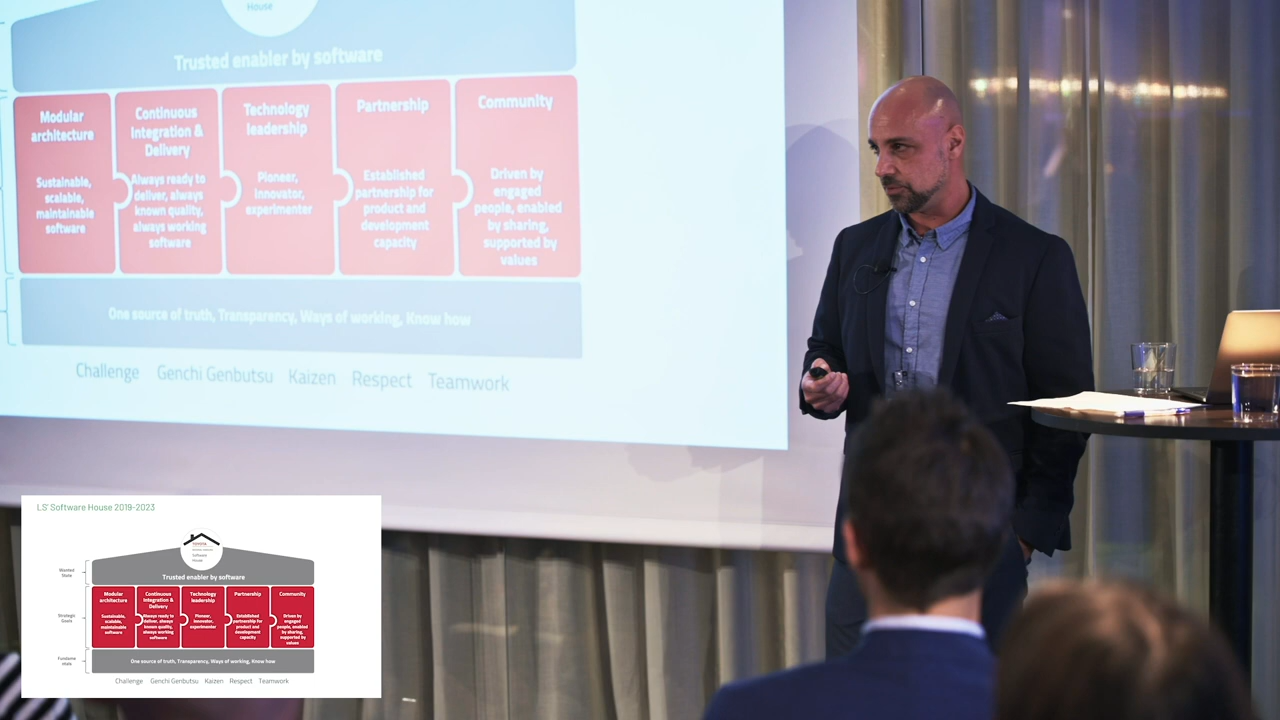 House
Trusted enabler by software
Modular
architecture
Sustainable,
scalable,
maintainable
software
Continuous
Integration &
Delivery
Always ready to
deliver, always
known quality,
always working
software
Technology
leadership
Pioneer,
innovator,
experimenter
Partnership
Established
partnership for
product and
development
capacity
Community
Driven by
engaged
people, enabled
by sharing,
supported by
values
One source of truth, Transparency, Ways of working, Know how
Challenge Genchi Genbutsu Kaizen Respect Teamwork
LS' Software House 2019-2023
TOYOTA
Software
House
Wanted
State
Trusted enabler by software
Strategic
Goals
Modular
architecture
Sustainable,
scalable,
maintainable
software
Continuous
Integration &
Delivery
Always ready to
deliver, always
known quality,
always working
software
Technology
leadership
Pioneer,
innovator,
experimenter
Partnership
Established
partnership for
product and
development
capacity
Community
Driven by
engaged
people, enabled
by sharing,
supported by
values
Fundame
ntals
One source of truth, Transparency, Ways of working, Know how
Challenge Genchi Genbutsu Kaizen Respect Teamwork